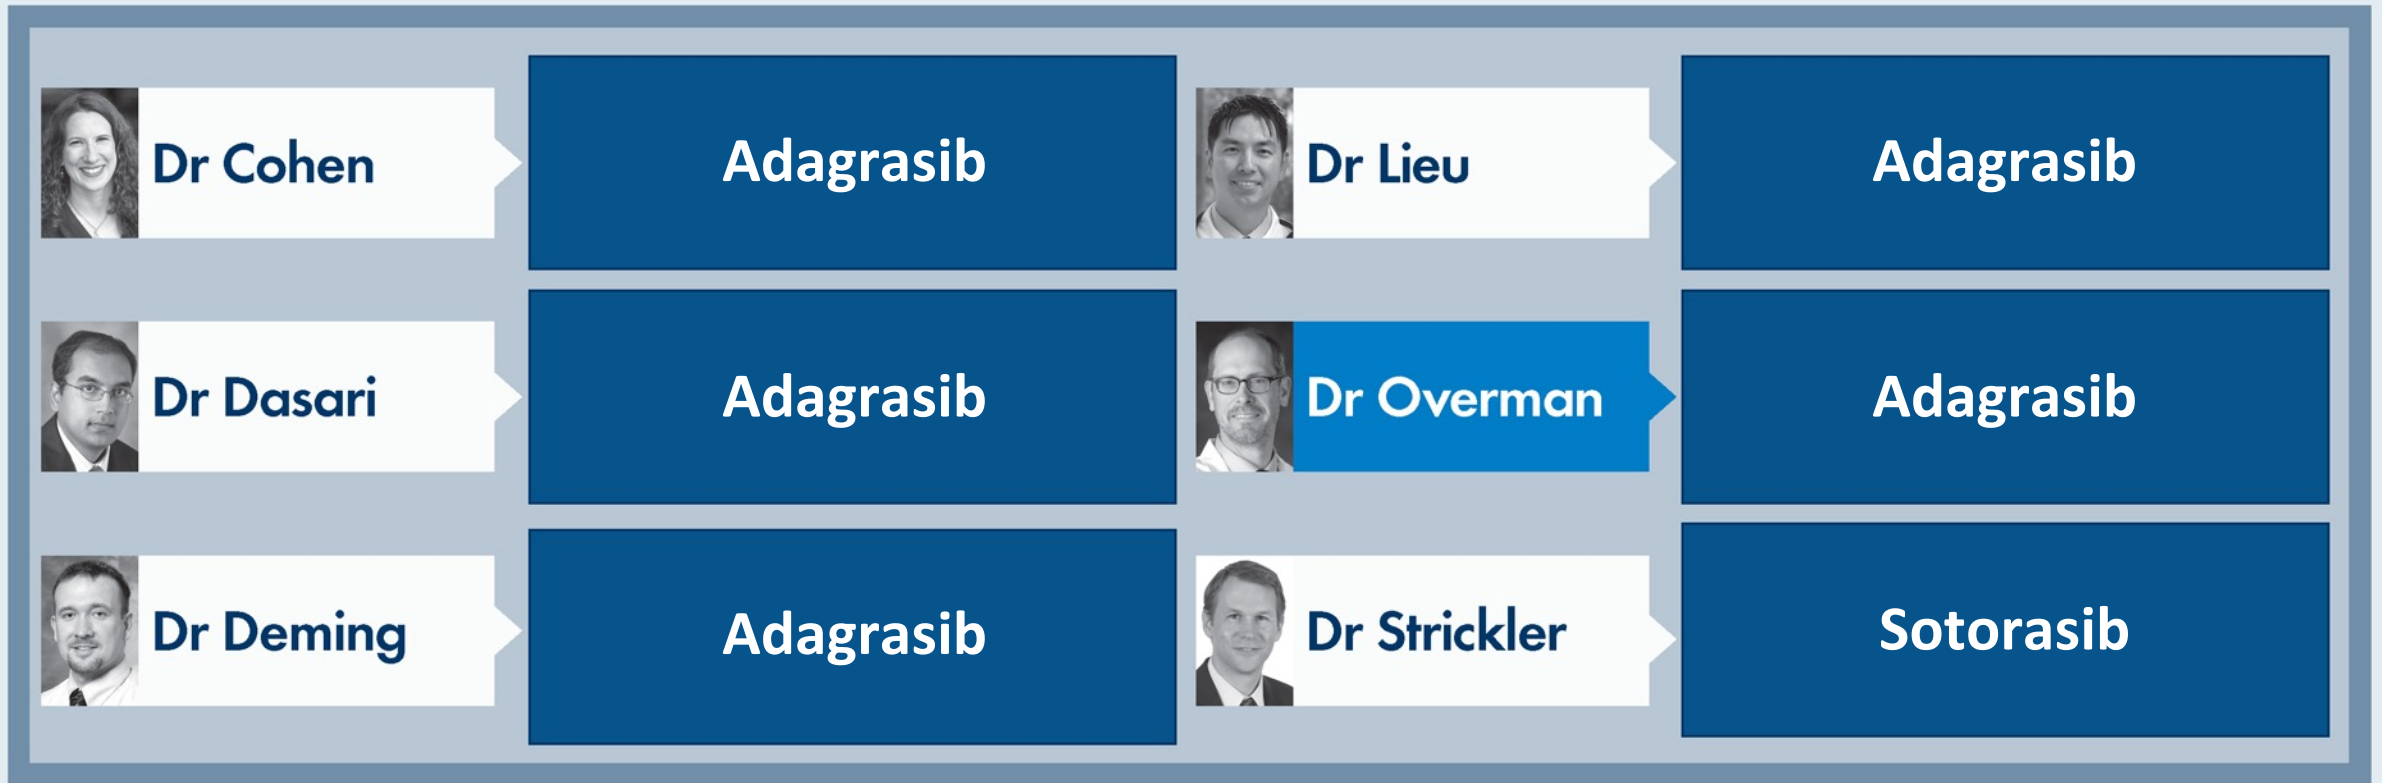 Dr Cohen
Adagrasib
Dr Lieu
Adagrasib
Dr Dasari
Adagrasib
Dr Overman
Adagrasib
Dr Deming
Adagrasib
Dr Strickler
Sotorasib